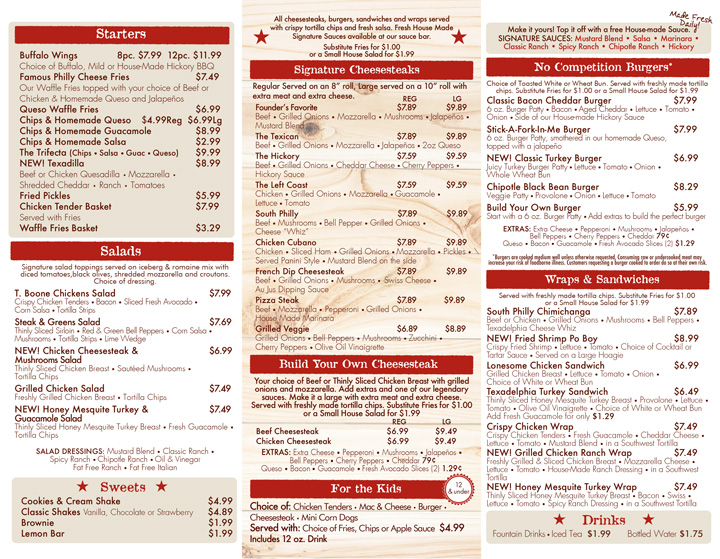 Starters
Buffalo Wings 8pc. $7.99 12pc. $11.99
Choice of Buffalo, Mild or House-Made Hickory BBQ
Famous Philly Cheese Fries $7.49
Our Waffle Fries topped with your choice of Beef or
Chicken & Homemade Queso and Jalapeños
Queso Waffle Fries $6.99
Chips & Homemade Queso $4.99Reg $6.99Lg
Chips & Homemade Guacamole $8.99
Chips & Homemade Salsa $2.99
The Trifecta (Chips • Salsa • Guac • Queso) $9.99
NEW! Texadilla $8.99
Beef or Chicken Quesadilla • Mozzarella •
Shredded Cheddar • Ranch • Tomatoes
Fried Pickles $5.99
Chicken Tender Basket $7.99
Served with Fries
Waffle Fries Basket $3.29
Salads
Signature salad toppings served on iceberg & romaine mix with
diced tomatoes,black olives, shredded mozzarella and croutons.
Choice of dressing.
T. Boone Chickens Salad $7.99
Crispy Chicken Tenders • Bacon • Sliced Fresh Avocado •
Corn Salsa • Tortilla Strips
Steak & Greens Salad $7.69
Thinly Sliced Sirloin • Red & Green Bell Peppers • Corn Salsa •
Mushrooms • Tortilla Strips • Lime Wedge
NEW! Chicken Cheesesteak & $6.99
Mushrooms Salad
Thinly Sliced Chicken Breast • Sautéed Mushrooms •
Tortilla Chips
Grilled Chicken Salad $7.49
Freshly Grilled Chicken Breast • Tortilla Chips
NEW! Honey Mesquite Turkey & $7.49
Guacamole Salad
Thinly Sliced Honey Mesquite Turkey Breast • Fresh Guacamole •
Tortilla Chips
SALAD DRESSINGS: Mustard Blend • Classic Ranch •
Spicy Ranch • Chipotle Ranch • Oil & Vinegar
Fat Free Ranch • Fat Free Italian
Sweets
Cookies & Cream Shake $4.99
Classic Shakes Vanilla, Chocolate or Strawberry $4.89
Brownie $1.99
Lemon Bar $1.99
All cheesesteaks, burgers, sandwiches and wraps served
with crispy tortilla chips and fresh salsa. Fresh House Made
Signature Sauces available at our sauce bar.
Substitute Fries for $1.00
or a Small House Salad for $1.99
Signature Cheesesteaks
Regular Served on an 8” roll, Large served on a 10” roll with
extra meat and extra cheese. REG LG
Founder's Favorite $7.89 $9.89
Beef • Grilled Onions • Mozzarella • Mushrooms •Jalapeños •
Mustard Blend
The Texican $7.89 $9.89
Beef • Grilled Onions • Mozzarella • Jalapeños • 2oz Queso
The Hickory $7.59 $9.59
Beef • Grilled Onions • Cheddar Cheese • Cherry Peppers •
Hickory Sauce
The Left Coast $7.59 $9.59
Chicken • Grilled Onions • Mozzarella • Guacamole •
Lettuce • Tomato
South Philly $7.89 $9.89
Beef • Mushrooms • Bell Pepper • Grilled Onions •
Cheese “Whiz”
Chicken Cubano $7.89 $9.89
Chicken • Sliced Ham • Grilled Onions • Mozzarella • Pickles •
Served Panini Style • Mustard Blend on the side
French Dip Cheesesteak $7.89 $9.89
Beef • Grilled Onions • Mushrooms • Swiss Cheese •
Au Jus Dipping Sauce
Pizza Steak $7.89 $9.89
Beef • Mozzarella • Pepperoni • Grilled Onions •
House Made Marinara
Grilled Veggie $6.89 $8.89
Grilled Onions • Bell Peppers • Mushrooms • Zucchini •
Cherry Peppers • Olive Oil Vinaigrette
Build Your Own Cheesesteak
Your choice of Beef or Thinly Sliced Chicken Breast with grilled
onions and mozzarella. Add extras and one of our legendary
sauces. Make it a large with extra meat and extra cheese.
Served with freshly made tortilla chips. Substitute Fries for $1.00
or a Small House Salad for $1.99
REG LG
Beef Cheesesteak $6.99 $9.49
Chicken Cheesesteak $6.99 $9.49
EXTRAS: Extra Cheese • Pepperoni • Mushrooms • Jalapeños •
Bell Peppers • Cherry Peppers • Cheddar 79¢
Queso • Bacon • Guacamole • Fresh Avocado Slices (2) 1.29¢
For the Kids
12
& under
Choice of: Chicken Tenders • Mac & Cheese • Burger •
Cheesesteak • Mini Corn Dogs
Served with: Choice of Fries, Chips or Apple Sauce $4.99
Includes 12 oz. Drink
Made Fresh
Daily!
Make it yours! Top it off with a free House-made Sauce.
SIGNATURE SAUCES: Mustard Blend • Salsa • Marinara •
Classic Ranch • Spicy Ranch • Chipotle Ranch • Hickory
No Competition Burgers*
Choice of Toasted White or Wheat Bun. Served with freshly made tortilla
chips. Substitute Fries for $1.00 or a Small House Salad for $1.99
Classic Bacon Cheddar Burger $7.99
6 oz. Burger Patty • Bacon • Aged Cheddar • Lettuce • Tomato •
Onion • Side of Our House-made Hickory Sauce
Stick-A-Fork-In-Me Burger $7.99
6 oz. Burger Patty, smothered in our homemade Queso,
topped with a jalapeño
NEW! Classic Turkey Burger $6.99
Juicy Turkey Burger Patty • Lettuce • Tomato • Onion •
Whole Wheat Bun
Chipotle Black Bean Burger $8.29
Veggie Patty • Provolone • Onion • Lettuce • Tomato
Build Your Own Burger $5.99
Start with a 6 oz. Burger Patty • Add extras to build the perfect burger
EXTRAS: Extra Cheese • Pepperoni • Mushrooms • Jalapeños •
Bell Peppers • Cherry Peppers • Cheddar 79¢
Queso • Bacon • Guacamole • Fresh Avocado Slices (2) $1.29
*Burgers are cooked medium well unless otherwise requested. Consuming raw or undercooked meat may
increase your risk of foodborne illness. Customers requesting a burger cooked to order do so at their own risk.
Wraps & Sandwiches
Served with freshly made tortilla chips. Substitute Fries for $1.00
or a Small House Salad for $1.99
South Philly Chimichanga $7.89
Beef or Chicken • Grilled Onions • Mushrooms • Bell Peppers •
Texadelphia Cheese Whiz
NEW! Fried Shrimp Po Boy $8.99
Crispy Fried Shrimp • Lettuce • Tomato • Choice of Cocktail or
Tartar Sauce • Served on a Large Hoagie
Lonesome Chicken Sandwich $6.99
Grilled Chicken Breast • Lettuce • Tomato • Onion •
Choice of White or Wheat Bun
Texadelphia Turkey Sandwich $6.49
Thinly Sliced Honey Mesquite Turkey Breast • Provolone • Lettuce •
Tomato • Olive Oil Vinaigrette • Choice of White or Wheat Bun
Add Fresh Guacamole for only $1.29
Crispy Chicken Wrap $7.49
Crispy Chicken Tenders • Fresh Guacamole • Cheddar Cheese •
Lettuce • Tomato • Mustard Blend • in a Southwest Tortilla
NEW! Grilled Chicken Ranch Wrap $7.49
Freshly Grilled & Sliced Chicken Breast • Mozzarella Cheese •
Lettuce • Tomato • House-Made Ranch Dressing • in a Southwest
Tortilla
NEW! Honey Mesquite Turkey Wrap $7.49
Thinly Sliced Honey Mesquite Turkey Breast • Bacon • Swiss •
Lettuce • Tomato • Spicy Ranch Dressing • in a Southwest Tortilla
Drinks
Fountain Drinks • Iced Tea $1.99 Bottled Water $1.75